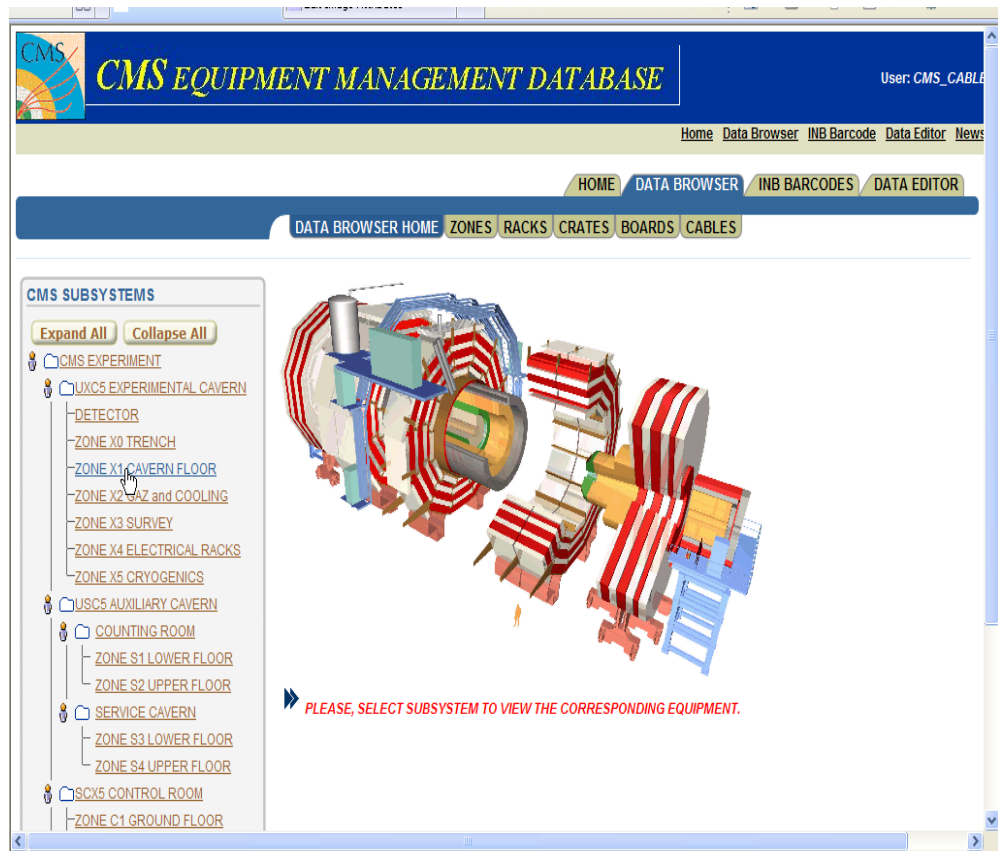 CMS
CMS EQUIPMENT MANAGEMENT DATABASE
User: CMS_CABLE
Home Data Browser INB Barcode Data Editor News
HOME DATA BROWSER INB BARCODES DATA EDITOR
DATA BROWSER HOME ZONES RACKS CRATES BOARDS CABLES
CMS SUBSYSTEMS
Expand All Collapse All
CMS EXPERIMENT
UXC5 EXPERIMENTAL CAVERN
DETECTOR
ZONE X0 TRENCH
ZONE X1 CAVERN FLOOR
ZONE X2 GAZ and COOLING
ZONE X3 SURVEY
ZONE X4 ELECTRICAL RACKS
ZONE X5 CRYOGENICS
USC5 AUXILIARY CAVERN
COUNTING ROOM
ZONE S1 LOWER FLOOR
ZONE S2 UPPER FLOOR
SERVICE CAVERN
ZONE S3 LOWER FLOOR
ZONE S4 UPPER FLOOR
SCX5 CONTROL ROOM
ZONE C1 GROUND FLOOR
PLEASE, SELECT SUBSYSTEM TO VIEW THE CORRESPONDING EQUIPMENT.